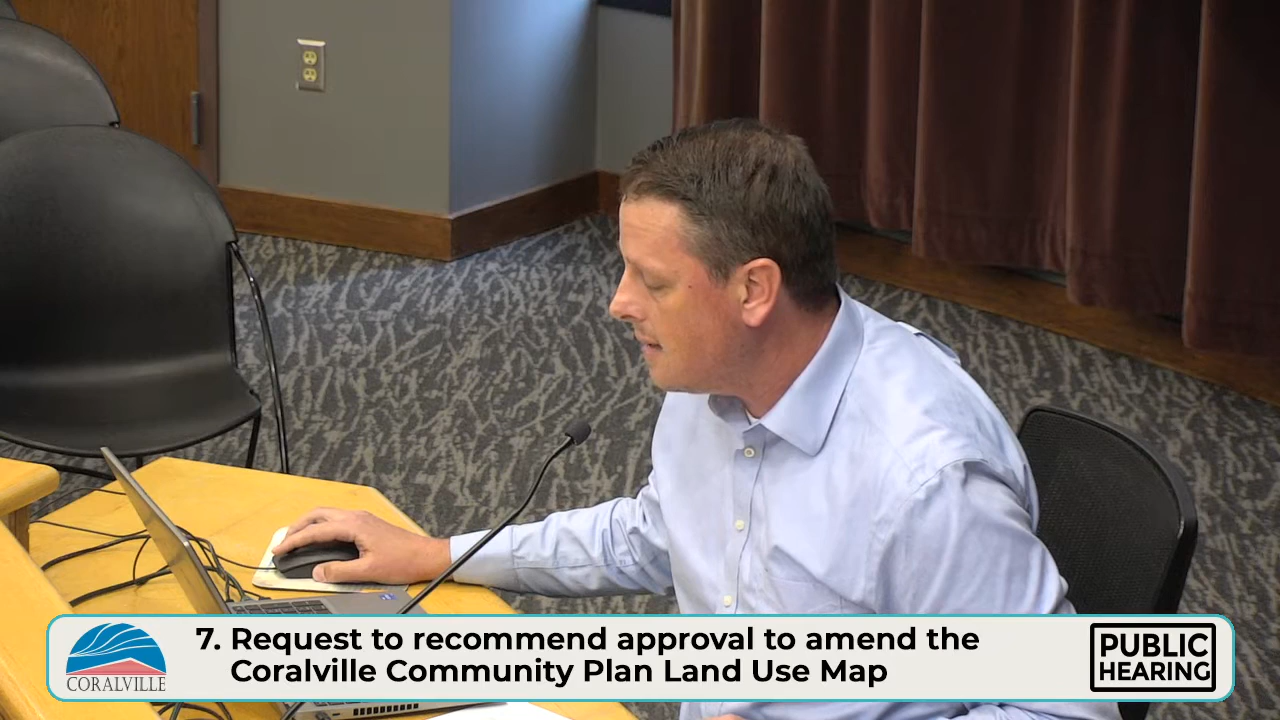 7. Request to recommend approval to amend the
Coralville Community Plan Land Use Map
CORALVILLE
PUBLIC
HEARING